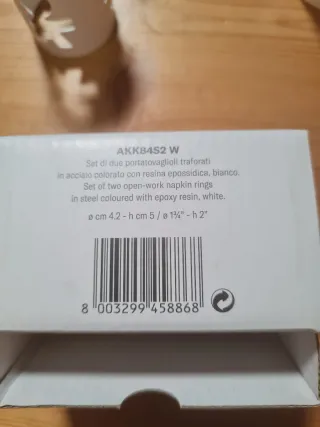 AKK84S2 W
Set di due portatovaglioli traforati
in acciaio colorato con resina epossidica, bianco.
Set of two open-work napkin rings
in steel coloured with epoxy resin, white.
ø cm 4.2 - h cm 5 / ø 1¾" - h 2"
8 003299 458868